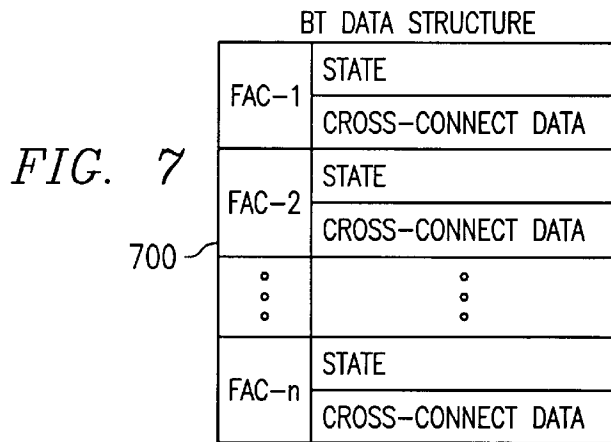 BT DATA STRUCTURE
FAC-1
STATE
CROSS-CONNECT DATA
FIG. 7
FAC-2
STATE
CROSS-CONNECT DATA
700
FAC-n
STATE
CROSS-CONNECT DATA